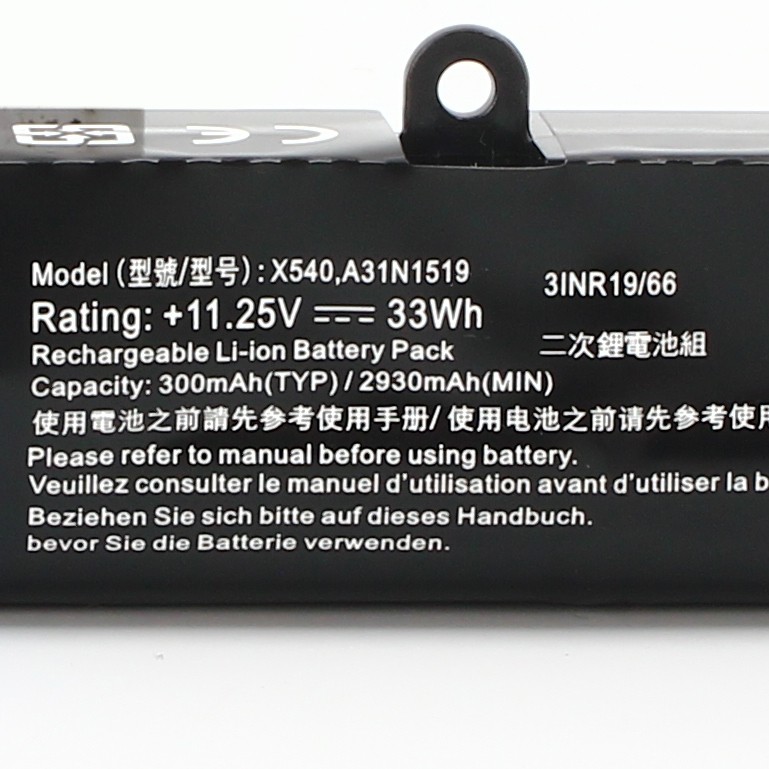 Model (型號/型号): X540,A31N1519
3INR19/66
Rating: +11.25V ⎓ 33Wh
二次鋰電池組
Rechargeable Li-ion Battery Pack
Capacity: 300mAh(TYP) / 2930mAh(MIN)
使用電池之前請先參考使用手册/ 使用电池之前请先参考使用
Please refer to manual before using battery.
Veuillez consulter le manuel d'utilisation avant d'utiliser la b
Beziehen Sie sich bitte auf dieses Handbuch.
bevor Sie die Batterie verwenden.